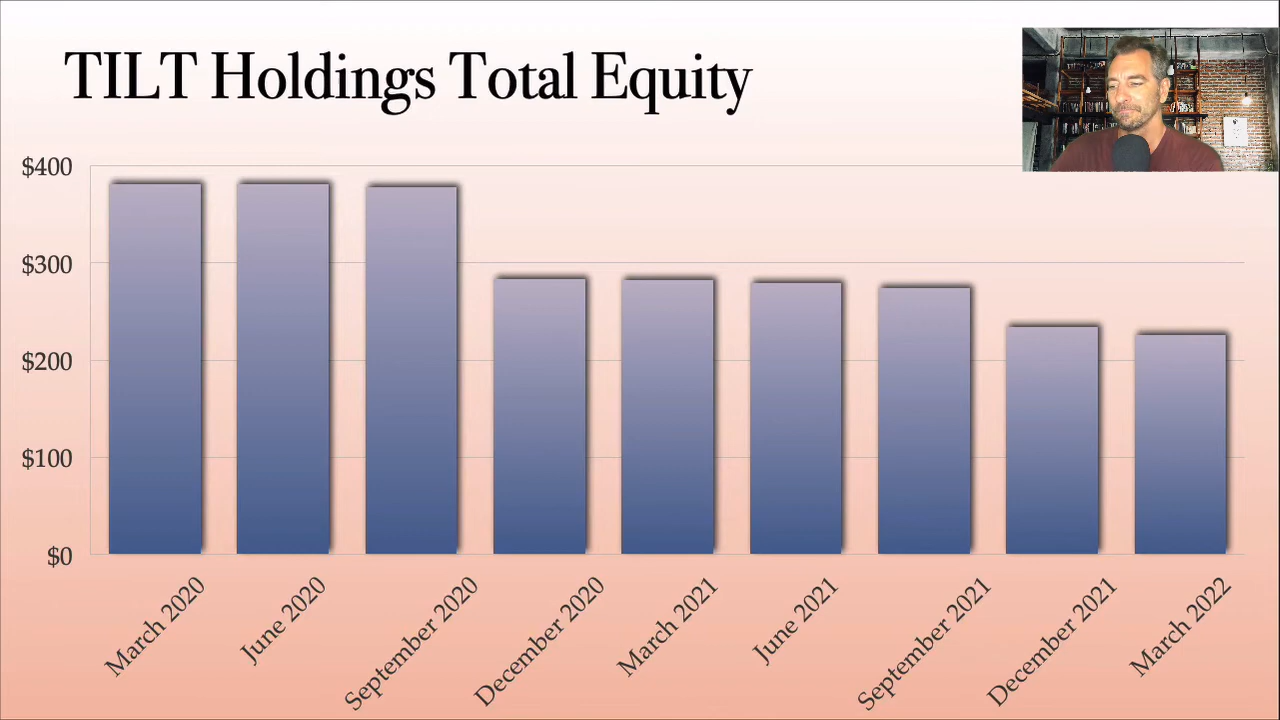 TILT Holdings Total Equity
$400
$300
$200
$100
$0
March 2020
June 2020
September 2020
December 2020
March 2021
June 2021
September 2021
December 2021
March 2022